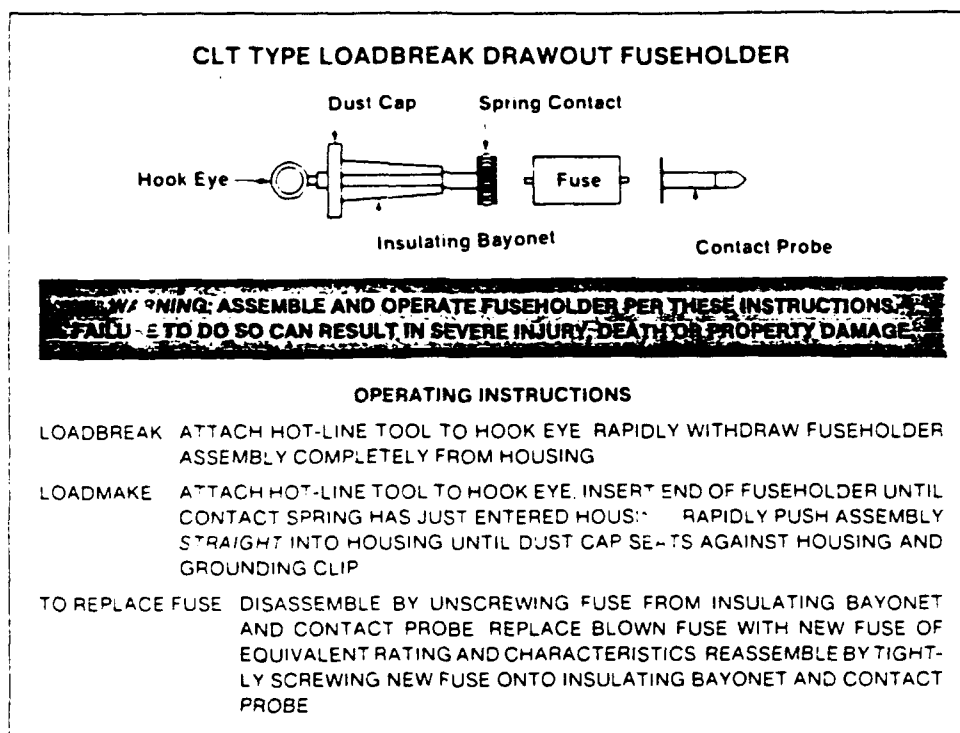 CLT TYPE LOADBREAK DRAWOUT FUSEHOLDER
Dust Cap Spring Contact
Hook Eye Fuse
Insulating Bayonet Contact Probe
WARNING: ASSEMBLE AND OPERATE FUSEHOLDER PER THESE INSTRUCTIONS.
FAILURE TO DO SO CAN RESULT IN SEVERE INJURY, DEATH OR PROPERTY DAMAGE
OPERATING INSTRUCTIONS
LOADBREAK ATTACH HOT-LINE TOOL TO HOOK EYE RAPIDLY WITHDRAW FUSEHOLDER
ASSEMBLY COMPLETELY FROM HOUSING
LOADMAKE ATTACH HOT-LINE TOOL TO HOOK EYE. INSERT END OF FUSEHOLDER UNTIL
CONTACT SPRING HAS JUST ENTERED HOUSING RAPIDLY PUSH ASSEMBLY
STRAIGHT INTO HOUSING UNTIL DUST CAP SEATS AGAINST HOUSING AND
GROUNDING CLIP
TO REPLACE FUSE DISASSEMBLE BY UNSCREWING FUSE FROM INSULATING BAYONET
AND CONTACT PROBE REPLACE BLOWN FUSE WITH NEW FUSE OF
EQUIVALENT RATING AND CHARACTERISTICS REASSEMBLE BY TIGHT-
LY SCREWING NEW FUSE ONTO INSULATING BAYONET AND CONTACT
PROBE